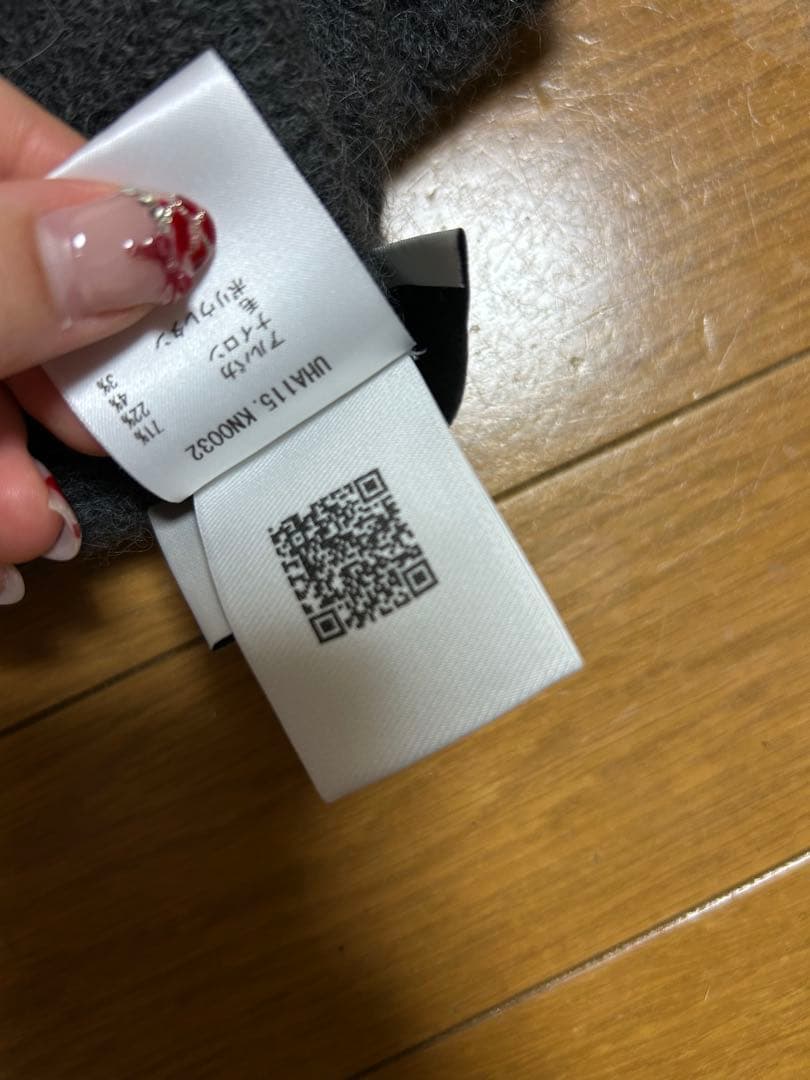 UHA115.KN0032
アルパカ 71%
ナイロン 22%
毛 4%
ポリウレタン 3%